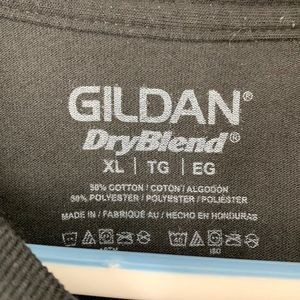 GILDAN®
DryBlend®
XL | TG | EG
50% COTTON / COTON / ALGODÓN
50% POLYESTER / POLYESTER / POLIÉSTER
MADE IN / FABRIQUÉ AU / HECHO EN HONDURAS
40